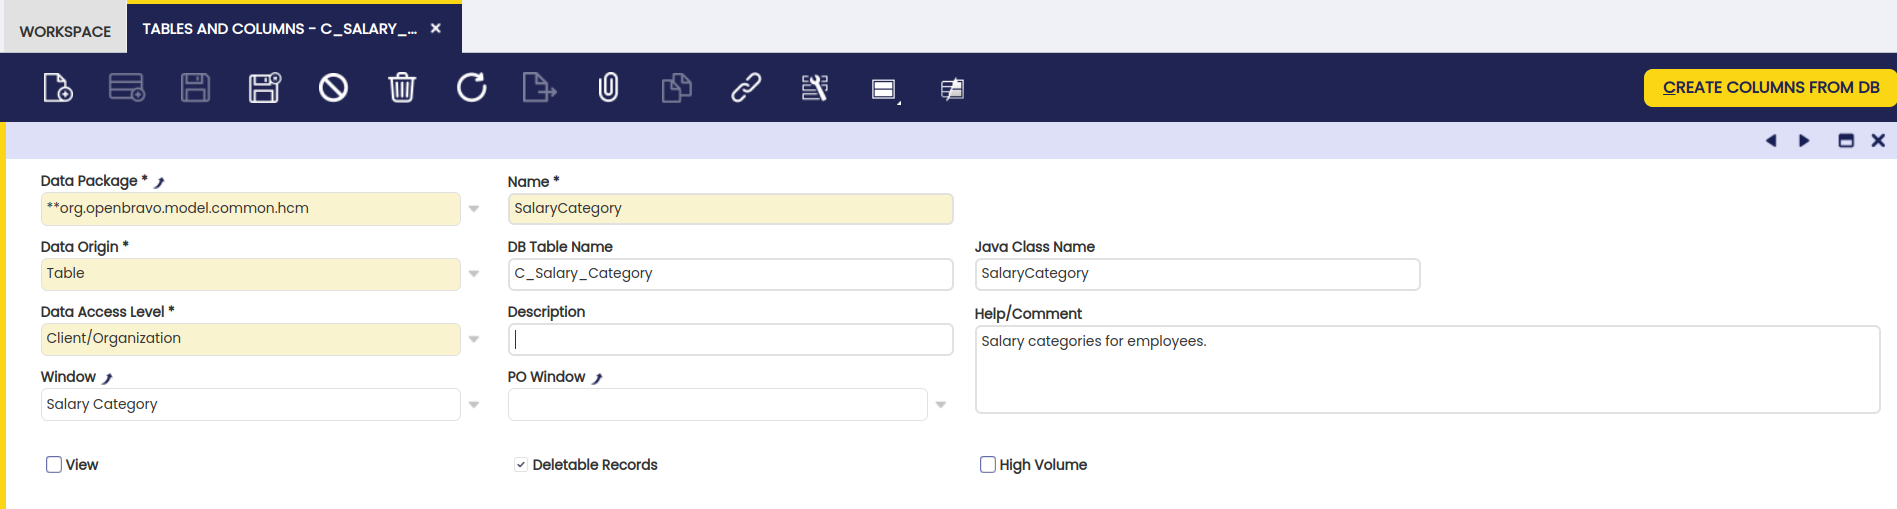 WORKSPACE
TABLES AND COLUMNS - C_SALARY_...
CREATE COLUMNS FROM DB
Data Package *
**org.openbravo.model.common.hcm
Name *
SalaryCategory
Data Origin *
Table
DB Table Name
C_Salary_Category
Java Class Name
SalaryCategory
Data Access Level *
Client/Organization
Description
Help/Comment
Salary categories for employees.
Window
Salary Category
PO Window
View
Deletable Records
High Volume